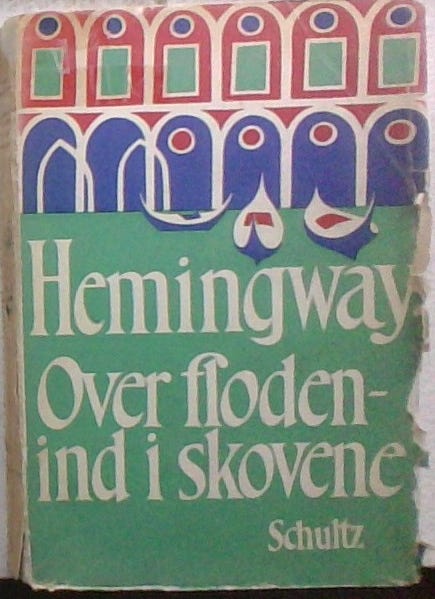 Hemingway
Over floden-
ind i skovene
Schultz